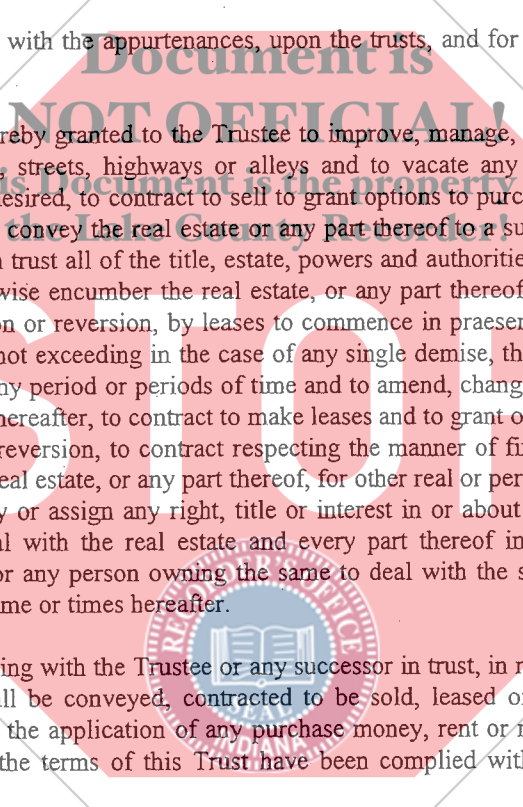 with the appurtenances, upon the trusts, and for
Document is
NOT OFFICIAL!
reby granted to the Trustee to improve, manage,
, streets, highways or alleys and to vacate any
is Document is the property
desired, to contract to sell to grant options to purc
convey the real estate or any part thereof to a su
the Lake County Recorder!
n trust all of the title, estate, powers and authoritie
wise encumber the real estate, or any part thereof
on or reversion, by leases to commence in praesen
not exceeding in the case of any single demise, th
ny period or periods of time and to amend, chang
hereafter, to contract to make leases and to grant o
STOP
reversion, to contract respecting the manner of fi
eal estate, or any part thereof, for other real or per
y or assign any right, title or interest in or about
al with the real estate and every part thereof in
or any person owning the same to deal with the s
me or times hereafter.
RECORDER'S OFFICE
SEAL
INDIANA
ing with the Trustee or any successor in trust, in r
ll be conveyed, contracted to be sold, leased or
the application of any purchase money, rent or
the terms of this Trust have been complied wit